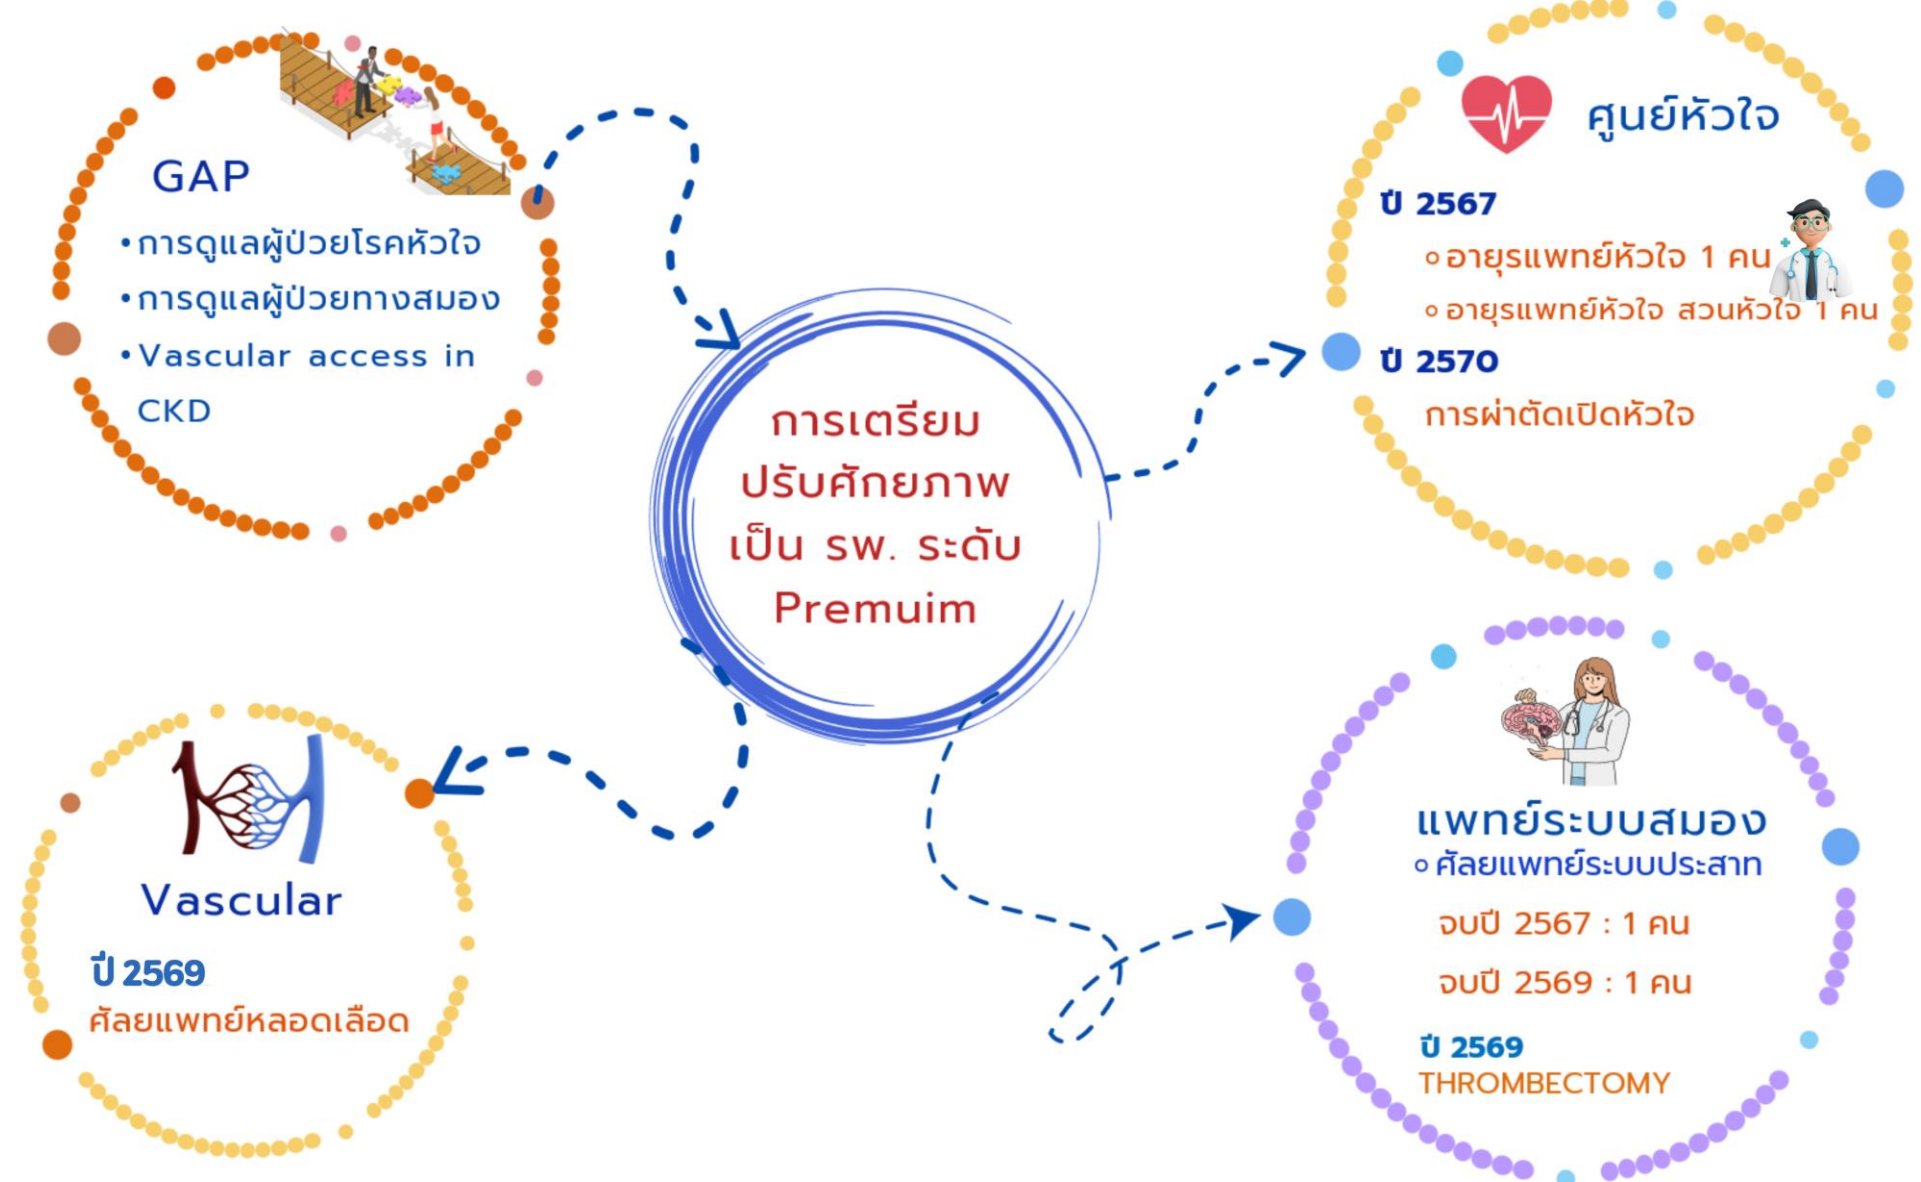 GAP
•การดูแลผู้ป่วยโรคหัวใจ
•การดูแลผู้ป่วยทางสมอง
•Vascular access in
CKD
การเตรียม
ปรับศักยภาพ
เป็น รพ. ระดับ
Premuim
ศูนย์หัวใจ
ปี 2567
◦อายุรแพทย์หัวใจ 1 คน
◦อายุรแพทย์หัวใจ สวนหัวใจ 1 คน
ปี 2570
การผ่าตัดเปิดหัวใจ
Vascular
ปี 2569
ศัลยแพทย์หลอดเลือด
แพทย์ระบบสมอง
◦ศัลยแพทย์ระบบประสาท
จบปี 2567 : 1 คน
จบปี 2569 : 1 คน
ปี 2569
THROMBECTOMY